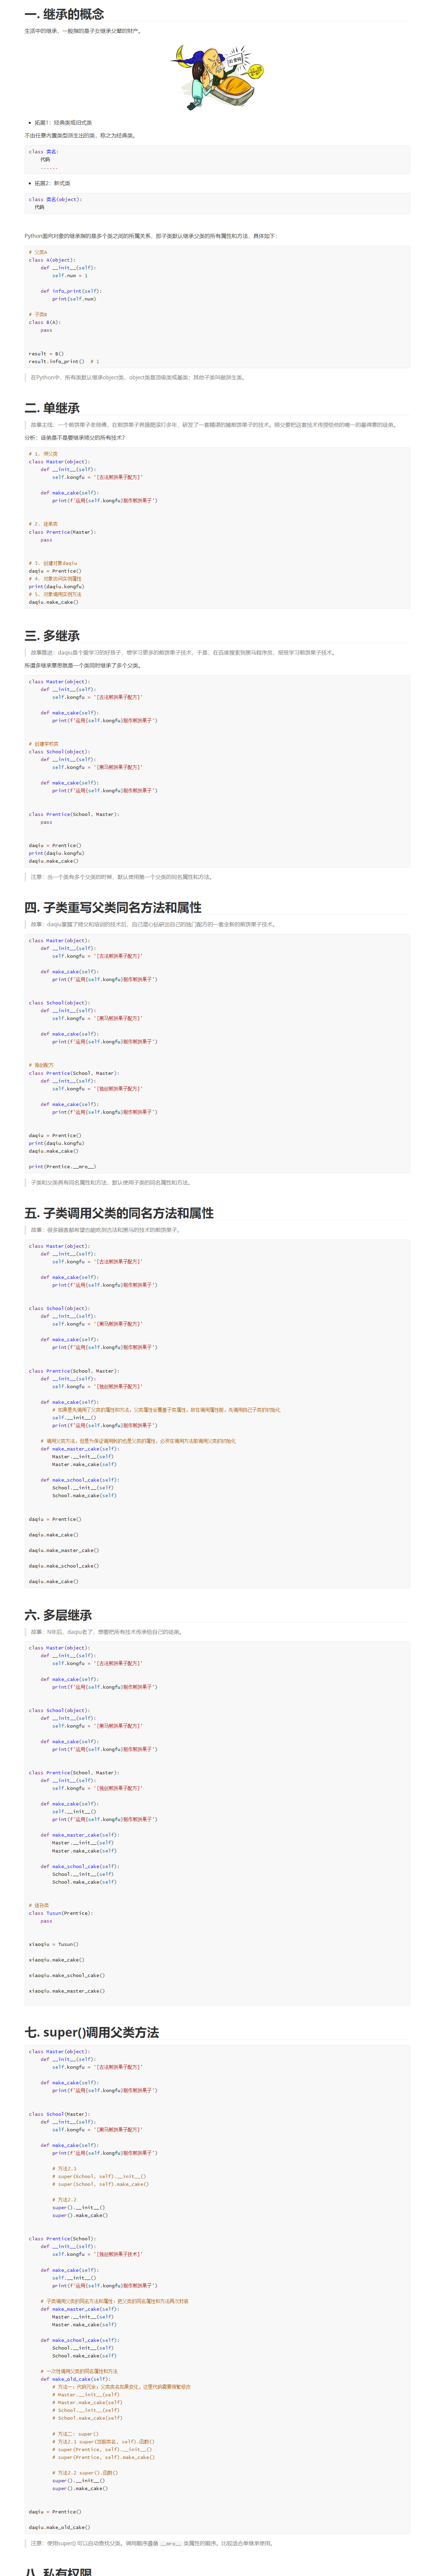 一. 继承的概念
生活中的继承，一般指的是子女继承父辈的财产。
拓展1：经典类或旧式类
不由任意内置类型派生出的类，称之为经典类。
class 类名:
    代码
    ......
拓展2：新式类
class 类名(object):
  代码
Python面向对象的继承指的是多个类之间的所属关系，即子类默认继承父类的所有属性和方法，具体如下：
# 父类A
class A(object):
    def __init__(self):
        self.num = 1
    def info_print(self):
        print(self.num)
# 子类B
class B(A):
    pass
result = B()
result.info_print()  # 1
在Python中，所有类默认继承object类，object类是顶级类或基类；其他子类叫做派生类。
二. 单继承
故事主线：一个煎饼果子老师傅，在煎饼果子界摸爬滚打多年，研发了一套精湛的摊煎饼果子的技术。师父要把这套技术传授给他的唯一的最得意的徒弟。
分析：徒弟是不是要继承师父的所有技术？
# 1. 师父类
class Master(object):
    def __init__(self):
        self.kongfu = '[古法煎饼果子配方]'
    def make_cake(self):
        print(f'运用{self.kongfu}制作煎饼果子')
# 2. 徒弟类
class Prentice(Master):
    pass
# 3. 创建对象daqiu
daqiu = Prentice()
# 4. 对象访问实例属性
print(daqiu.kongfu)
# 5. 对象调用实例方法
daqiu.make_cake()
三. 多继承
故事推进：daqiu是个爱学习的好孩子，想学习更多的煎饼果子技术，于是，在百度搜索到黑马程序员，报班学习煎饼果子技术。
所谓多继承意思就是一个类同时继承了多个父类。
class Master(object):
    def __init__(self):
        self.kongfu = '[古法煎饼果子配方]'
    def make_cake(self):
        print(f'运用{self.kongfu}制作煎饼果子')
# 创建学校类
class School(object):
    def __init__(self):
        self.kongfu = '[黑马煎饼果子配方]'
    def make_cake(self):
        print(f'运用{self.kongfu}制作煎饼果子')
class Prentice(School, Master):
    pass
daqiu = Prentice()
print(daqiu.kongfu)
daqiu.make_cake()
注意：当一个类有多个父类的时候，默认使用第一个父类的同名属性和方法。
四. 子类重写父类同名方法和属性
故事：daqiu掌握了师父和培训的技术后，自己潜心钻研出自己的独门配方的一套全新的煎饼果子技术。
class Master(object):
    def __init__(self):
        self.kongfu = '[古法煎饼果子配方]'
    def make_cake(self):
        print(f'运用{self.kongfu}制作煎饼果子')
class School(object):
    def __init__(self):
        self.kongfu = '[黑马煎饼果子配方]'
    def make_cake(self):
        print(f'运用{self.kongfu}制作煎饼果子')
# 独创配方
class Prentice(School, Master):
    def __init__(self):
        self.kongfu = '[独创煎饼果子配方]'
    def make_cake(self):
        print(f'运用{self.kongfu}制作煎饼果子')
daqiu = Prentice()
print(daqiu.kongfu)
daqiu.make_cake()
print(Prentice.__mro__)
子类和父类具有同名属性和方法，默认使用子类的同名属性和方法。
五. 子类调用父类的同名方法和属性
故事：很多顾客都希望也能吃到古法和黑马的技术的煎饼果子。
class Master(object):
    def __init__(self):
        self.kongfu = '[古法煎饼果子配方]'
    def make_cake(self):
        print(f'运用{self.kongfu}制作煎饼果子')
class School(object):
    def __init__(self):
        self.kongfu = '[黑马煎饼果子配方]'
    def make_cake(self):
        print(f'运用{self.kongfu}制作煎饼果子')
class Prentice(School, Master):
    def __init__(self):
        self.kongfu = '[独创煎饼果子配方]'
    def make_cake(self):
        # 如果是先调用了父类的属性和方法，父类属性会覆盖子类属性，故在调用属性前，先调用自己子类的初始化
        self.__init__()
        print(f'运用{self.kongfu}制作煎饼果子')
    # 调用父类方法，但是为保证调用到的也是父类的属性，必须在调用方法前调用父类的初始化
    def make_master_cake(self):
        Master.__init__(self)
        Master.make_cake(self)
    def make_school_cake(self):
        School.__init__(self)
        School.make_cake(self)
daqiu = Prentice()
daqiu.make_cake()
daqiu.make_master_cake()
daqiu.make_school_cake()
daqiu.make_cake()
六. 多层继承
故事：N年后，daqiu老了，想要把所有技术传承给自己的徒弟。
class Master(object):
    def __init__(self):
        self.kongfu = '[古法煎饼果子配方]'
    def make_cake(self):
        print(f'运用{self.kongfu}制作煎饼果子')
class School(object):
    def __init__(self):
        self.kongfu = '[黑马煎饼果子配方]'
    def make_cake(self):
        print(f'运用{self.kongfu}制作煎饼果子')
class Prentice(School, Master):
    def __init__(self):
        self.kongfu = '[独创煎饼果子配方]'
    def make_cake(self):
        self.__init__()
        print(f'运用{self.kongfu}制作煎饼果子')
    def make_master_cake(self):
        Master.__init__(self)
        Master.make_cake(self)
    def make_school_cake(self):
        School.__init__(self)
        School.make_cake(self)
# 徒孙类
class Tusun(Prentice):
    pass
xiaoqiu = Tusun()
xiaoqiu.make_cake()
xiaoqiu.make_school_cake()
xiaoqiu.make_master_cake()
七. super()调用父类方法
class Master(object):
    def __init__(self):
        self.kongfu = '[古法煎饼果子配方]'
    def make_cake(self):
        print(f'运用{self.kongfu}制作煎饼果子')
class School(Master):
    def __init__(self):
        self.kongfu = '[黑马煎饼果子配方]'
    def make_cake(self):
        print(f'运用{self.kongfu}制作煎饼果子')
        # 方法2.1
        # super(School, self).__init__()
        # super(School, self).make_cake()
        # 方法2.2
        super().__init__()
        super().make_cake()
class Prentice(School):
    def __init__(self):
        self.kongfu = '[独创煎饼果子技术]'
    def make_cake(self):
        self.__init__()
        print(f'运用{self.kongfu}制作煎饼果子')
    # 子类调用父类的同名方法和属性：把父类的同名属性和方法再次封装
    def make_master_cake(self):
        Master.__init__(self)
        Master.make_cake(self)
    def make_school_cake(self):
        School.__init__(self)
        School.make_cake(self)
    # 一次性调用父类的同名属性和方法
    def make_old_cake(self):
        # 方法一：代码冗余；父类类名如果变化，这里代码需要频繁修改
        # Master.__init__(self)
        # Master.make_cake(self)
        # School.__init__(self)
        # School.make_cake(self)
        # 方法二: super()
        # 方法2.1 super(当前类名, self).函数()
        # super(Prentice, self).__init__()
        # super(Prentice, self).make_cake()
        # 方法2.2 super().函数()
        super().__init__()
        super().make_cake()
daqiu = Prentice()
daqiu.make_old_cake()
注意：使用super() 可以自动查找父类。调用顺序遵循 __mro__ 类属性的顺序。比较适合单继承使用。
八. 私有权限